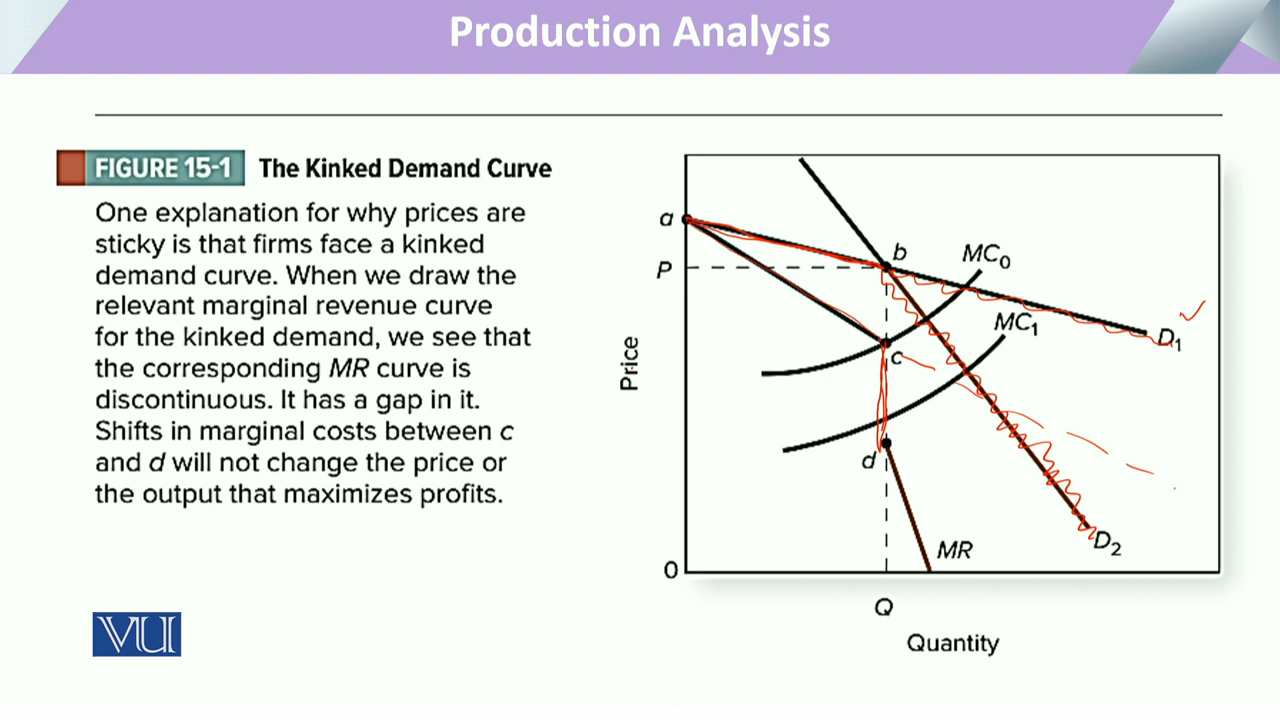 Production Analysis
FIGURE 15-1 The Kinked Demand Curve
One explanation for why prices are
sticky is that firms face a kinked
demand curve. When we draw the
relevant marginal revenue curve
for the kinked demand, we see that
the corresponding MR curve is
discontinuous. It has a gap in it.
Shifts in marginal costs between c
and d will not change the price or
the output that maximizes profits.
VU
Price
a
P
b
MC₀
MC₁
D₁
c
d
D₂
MR
0
Q
Quantity